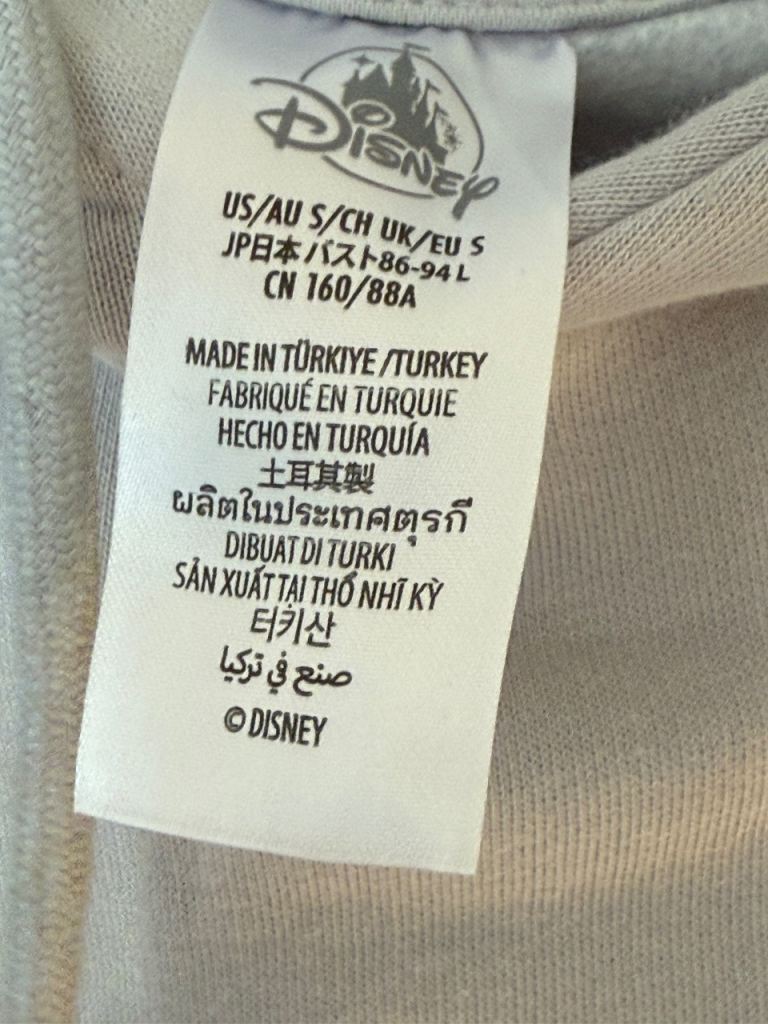 DISNEY
US/AU S/CH UK/EU S
JP日本 バスト86-94 L
CN 160/88A
MADE IN TÜRKIYE /TURKEY
FABRIQUÉ EN TURQUIE
HECHO EN TURQUÍA
土耳其製
ผลิตในประเทศตุรกี
DIBUAT DI TURKI
SẢN XUẤT TẠI THỔ NHĨ KỲ
터키산
صنع في تركيا
© DISNEY